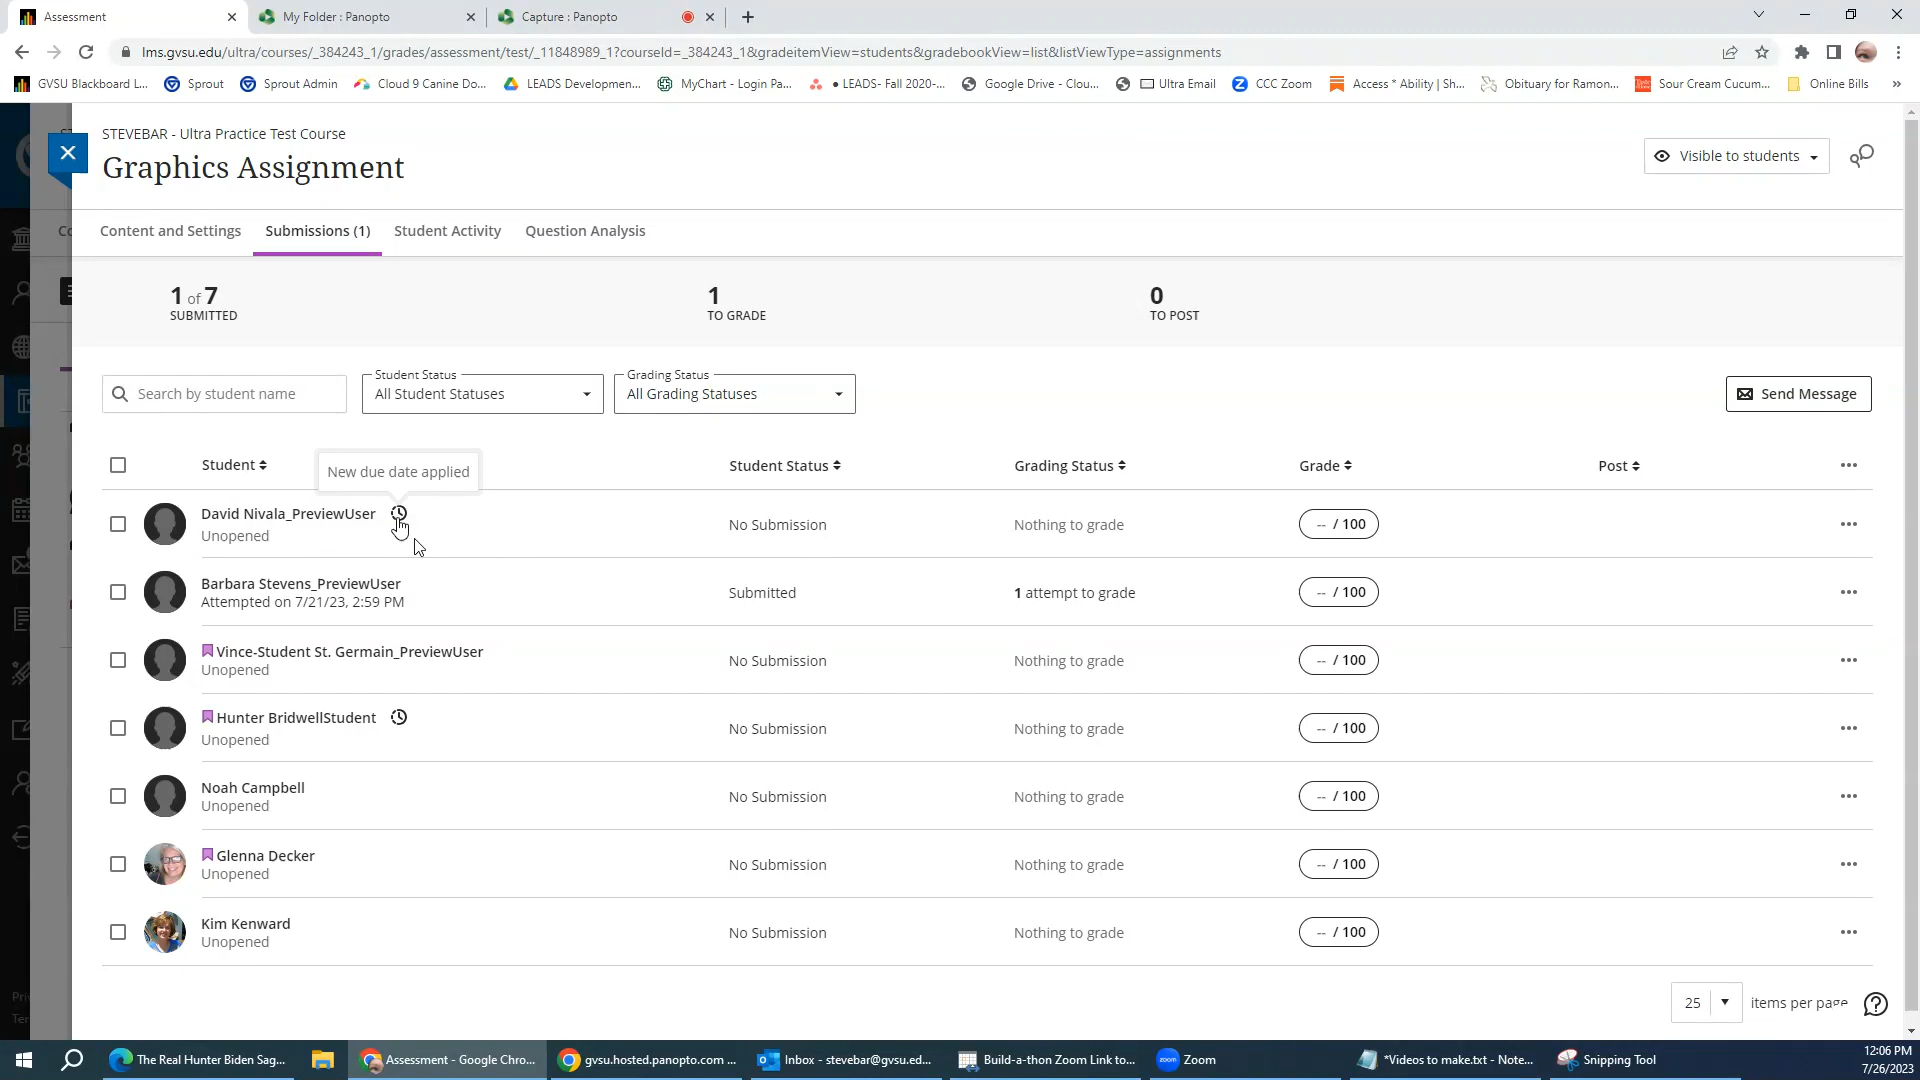 Assessment
My Folder : Panopto
Capture : Panopto
lms.gvsu.edu/ultra/courses/_384243_1/grades/assessment/test/_11848989_1?courseId=_384243_1&gradeitemView=students&gradebookView=list&listViewType=assignments
GVSU Blackboard L... Sprout Sprout Admin Cloud 9 Canine Do... LEADS Developmen... MyChart - Login Pa... • LEADS- Fall 2020-... Google Drive - Clou... Ultra Email CCC Zoom Access * Ability | Sh... Obituary for Ramon... Sour Cream Cucum... Online Bills »
STEVEBAR - Ultra Practice Test Course
Graphics Assignment
Visible to students
Content and Settings Submissions (1) Student Activity Question Analysis
1 of 7 1 0
SUBMITTED TO GRADE TO POST
Student Status Grading Status
Search by student name All Student Statuses All Grading Statuses Send Message
Student New due date applied Student Status Grading Status Grade Post
David Nivala_PreviewUser
Unopened No Submission Nothing to grade -- / 100
Barbara Stevens_PreviewUser
Attempted on 7/21/23, 2:59 PM Submitted 1 attempt to grade -- / 100
Vince-Student St. Germain_PreviewUser
Unopened No Submission Nothing to grade -- / 100
Hunter BridwellStudent
Unopened No Submission Nothing to grade -- / 100
Noah Campbell
Unopened No Submission Nothing to grade -- / 100
Glenna Decker
Unopened No Submission Nothing to grade -- / 100
Kim Kenward
Unopened No Submission Nothing to grade -- / 100
25 items per page
The Real Hunter Biden Sag... Assessment - Google Chro... gvsu.hosted.panopto.com ... Inbox - stevebar@gvsu.ed... Build-a-thon Zoom Link to... Zoom *Videos to make.txt - Note... Snipping Tool
12:06 PM
7/26/2023